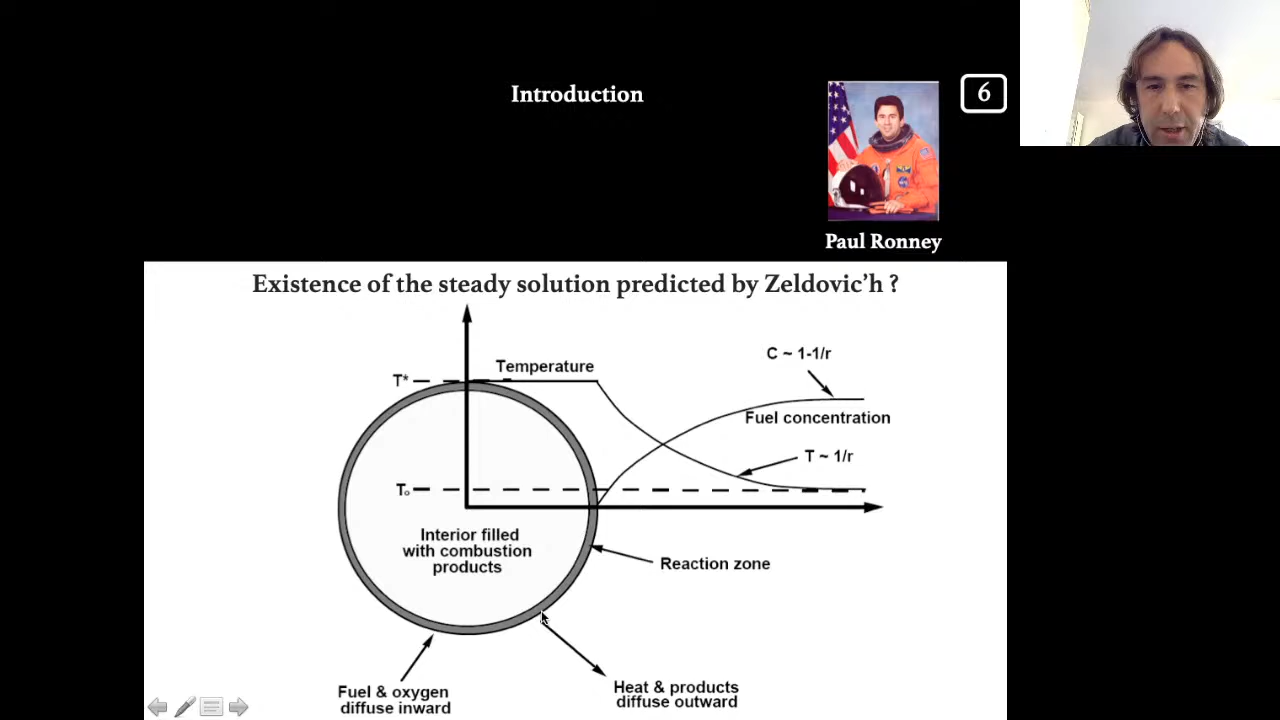 Introduction
6
Paul Ronney
Existence of the steady solution predicted by Zeldovic'h ?
C ~ 1-1/r
Temperature
T*
Fuel concentration
T ~ 1/r
T₀
Interior filled
with combustion
products
Reaction zone
Fuel & oxygen
diffuse inward
Heat & products
diffuse outward